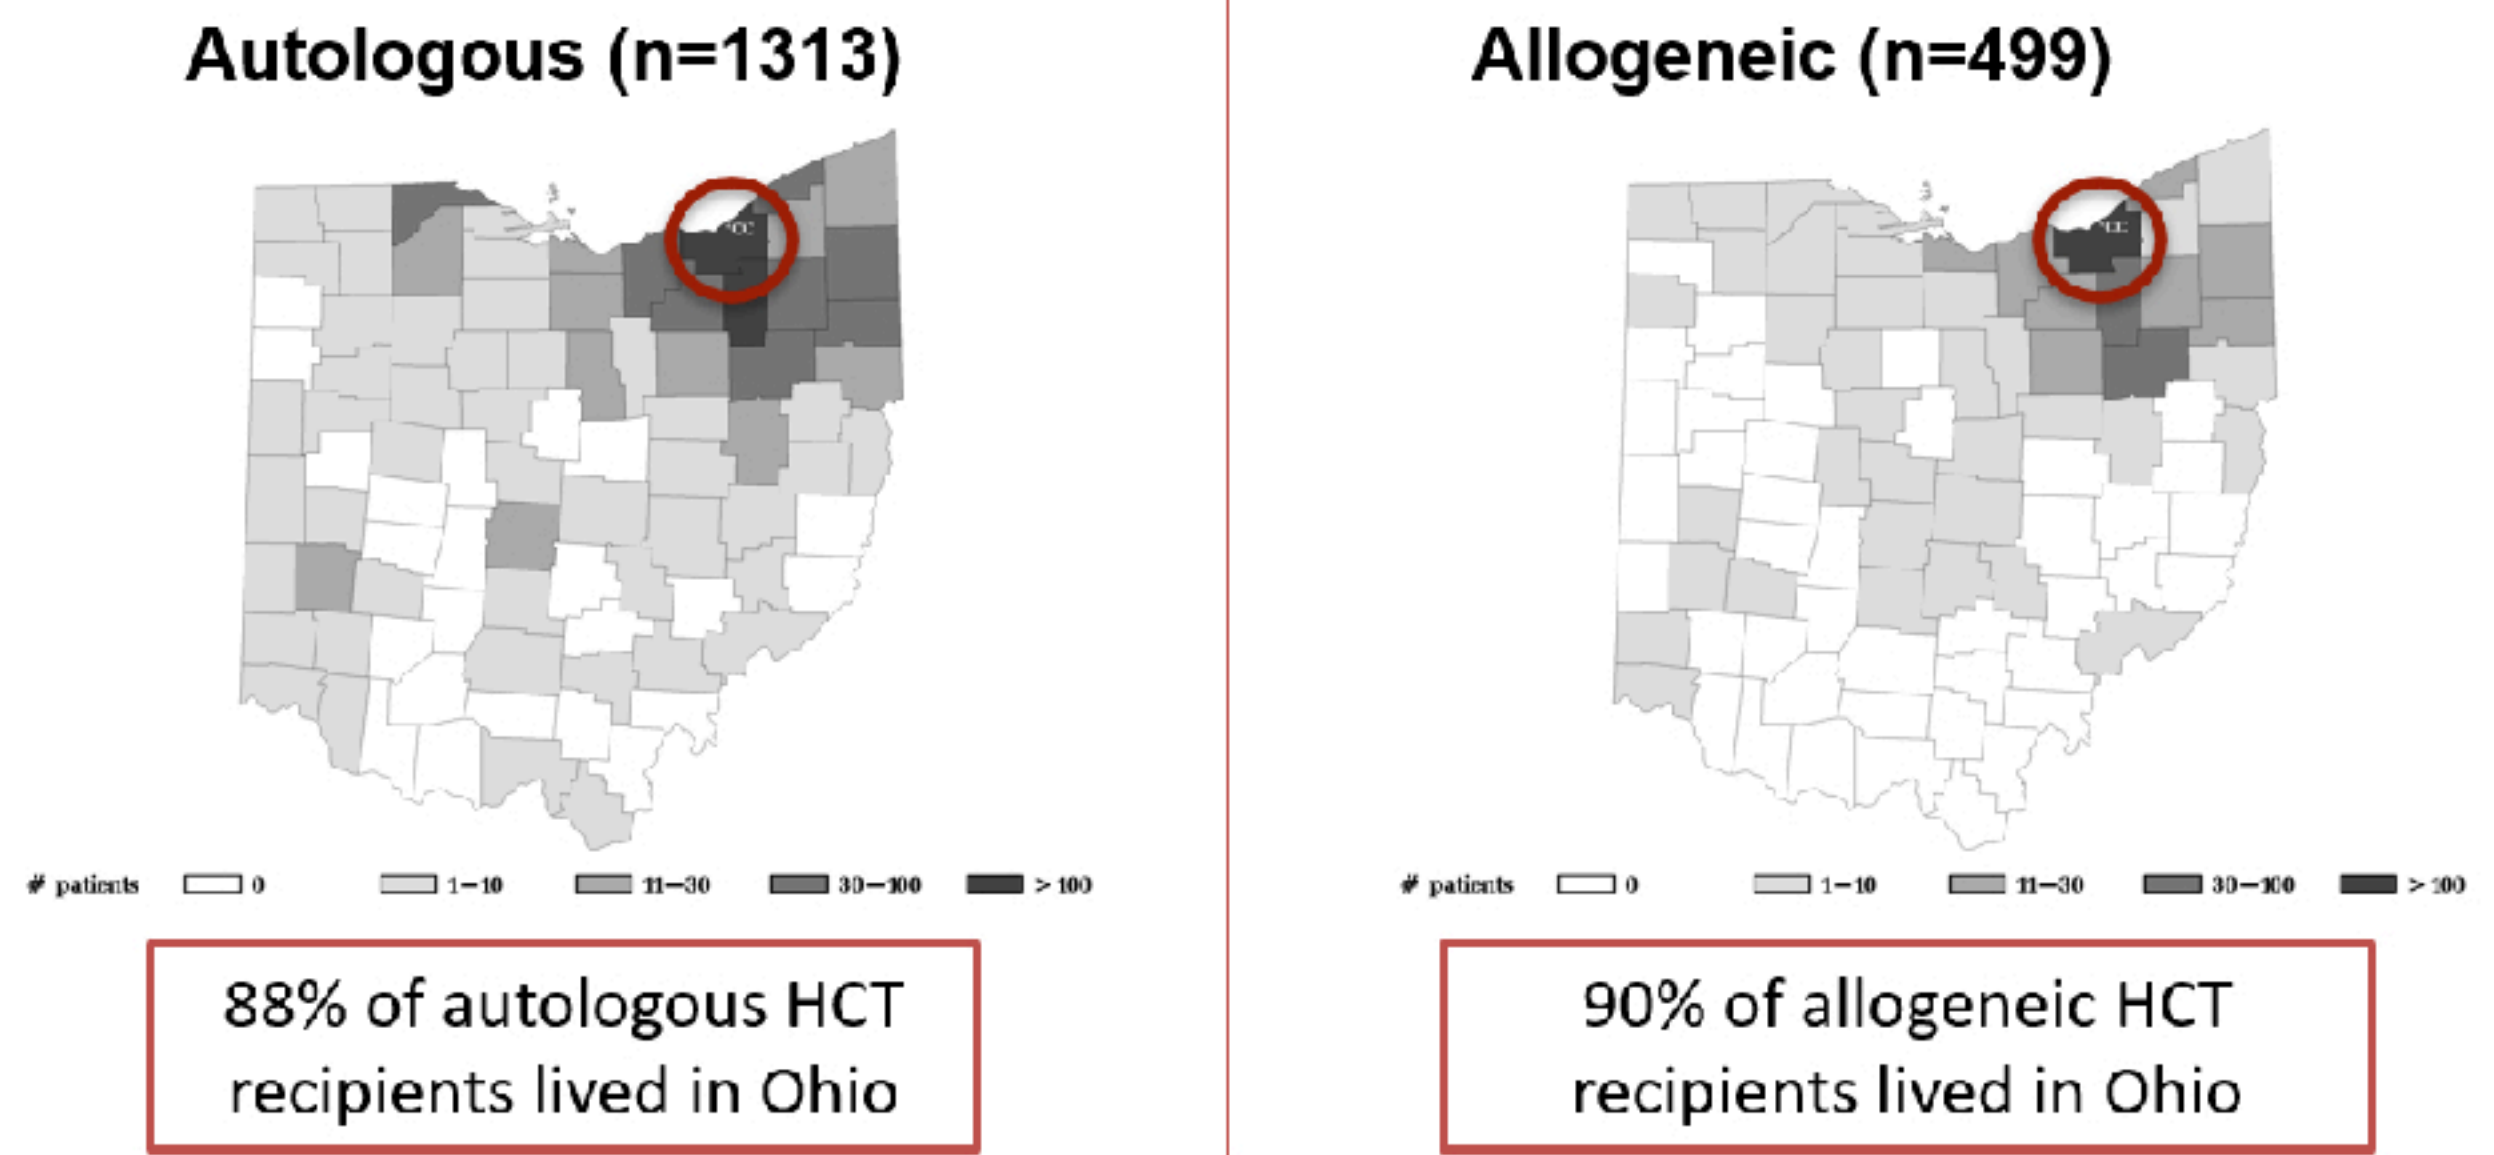 Autologous (n=1313)
# patients 0 1–10 11–30 30–100 >100
88% of autologous HCT
recipients lived in Ohio
Allogeneic (n=499)
# patients 0 1–10 11–30 30–100 >100
90% of allogeneic HCT
recipients lived in Ohio